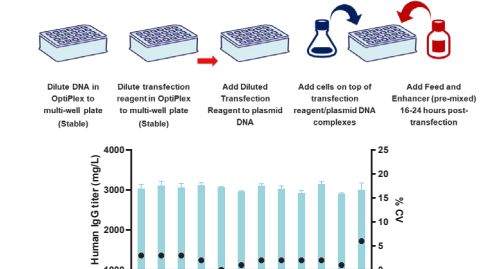 Dilute DNA in
OptiPlex to
multi-well plate
(Stable)
Dilute transfection
reagent in OptiPlex
to multi-well plate
(Stable)
Add Diluted
Transfection
Reagent to plasmid
DNA
Add cells on top of
transfection
reagent/plasmid DNA
complexes
Add Feed and
Enhancer (pre-mixed)
16-24 hours post-
transfection
Human IgG titer (mg/L)
4000
3000
2000
% CV
25
20
15
10
5